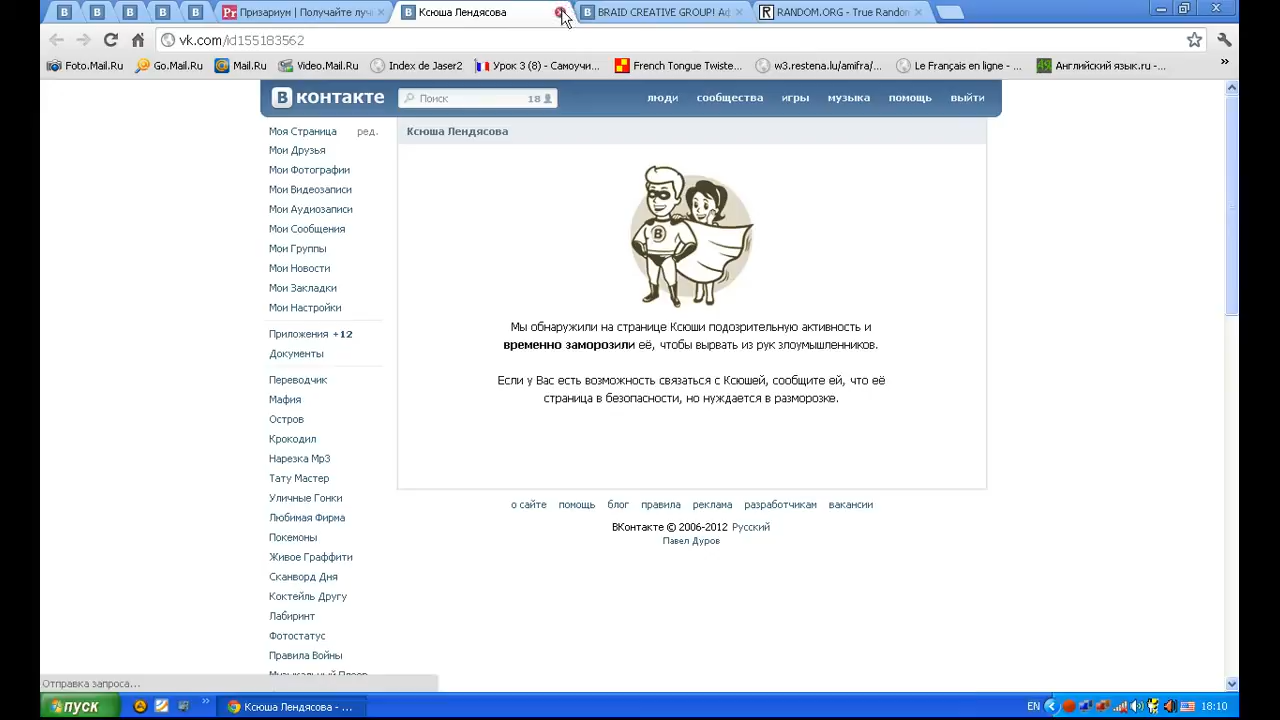 Призариум | Получайте лучш
Ксюша Лендясова
BRAID CREATIVE GROUP! Аф
RANDOM.ORG - True Random
vk.com/id155183562
Foto.Mail.Ru
Go.Mail.Ru
Mail.Ru
Video.Mail.Ru
Index de Jaser2
Урок 3 (8) - Самоучи...
French Tongue Twiste...
w3.restena.lu/amifra/...
Le Français en ligne - ...
Английский язык.ru -...
В контакте
Поиск
18
люди
сообщества
игры
музыка
помощь
выйти
Моя Страница
ред.
Мои Друзья
Мои Фотографии
Мои Видеозаписи
Мои Аудиозаписи
Мои Сообщения
Мои Группы
Мои Новости
Мои Закладки
Мои Настройки
Приложения +12
Документы
Переводчик
Мафия
Остров
Крокодил
Нарезка Mp3
Тату Мастер
Уличные Гонки
Любимая Фирма
Покемоны
Живое Граффити
Сканворд Дня
Коктейль Другу
Лабиринт
Фотостатус
Правила Войны
Музыкальный Плеер
Ксюша Лендясова
В
Мы обнаружили на странице Ксюши подозрительную активность и
временно заморозили её, чтобы вырвать из рук злоумышленников.
Если у Вас есть возможность связаться с Ксюшей, сообщите ей, что её
страница в безопасности, но нуждается в разморозке.
о сайте
помощь
блог
правила
реклама
разработчикам
вакансии
ВКонтакте © 2006-2012 Русский
Павел Дуров
Отправка запроса...
пуск
Ксюша Лендясова - ...
EN
18:10